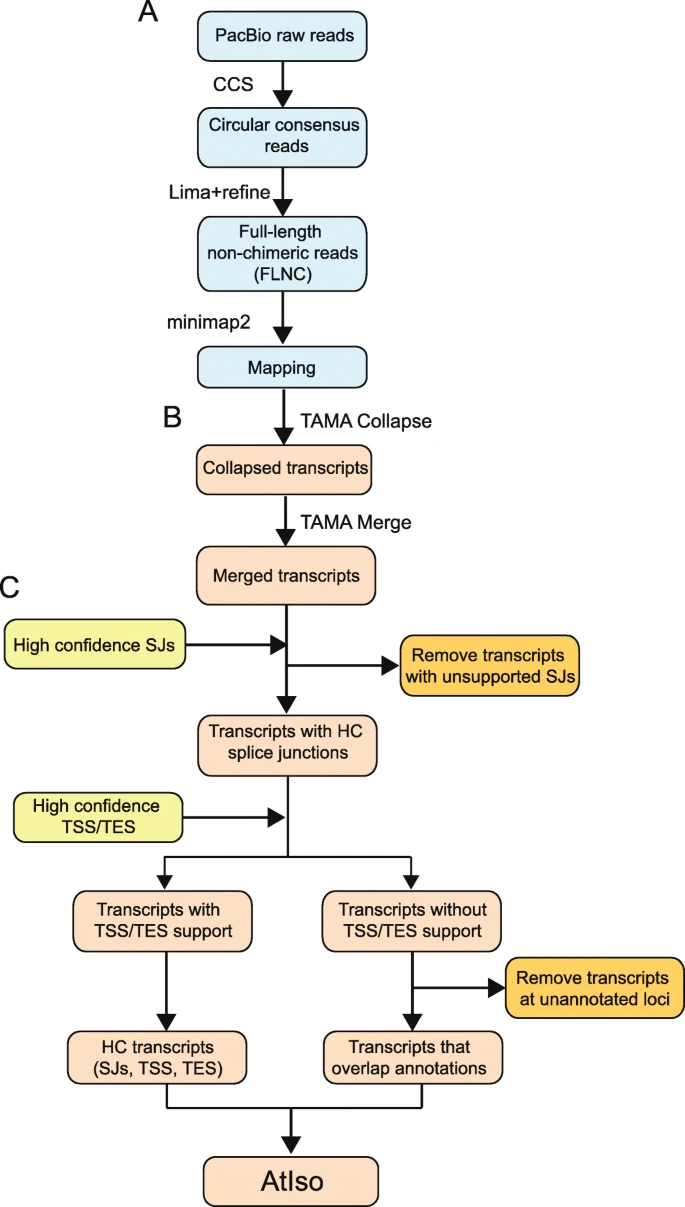 A
PacBio raw reads
CCS
Circular consensus
reads
Lima+refine
Full-length
non-chimeric reads
(FLNC)
minimap2
Mapping
B
TAMA Collapse
Collapsed transcripts
TAMA Merge
Merged transcripts
C
High confidence SJs
Remove transcripts
with unsupported SJs
Transcripts with HC
splice junctions
High confidence
TSS/TES
Transcripts with
TSS/TES support
Transcripts without
TSS/TES support
Remove transcripts
at unannotated loci
HC transcripts
(SJs, TSS, TES)
Transcripts that
overlap annotations
AtIso